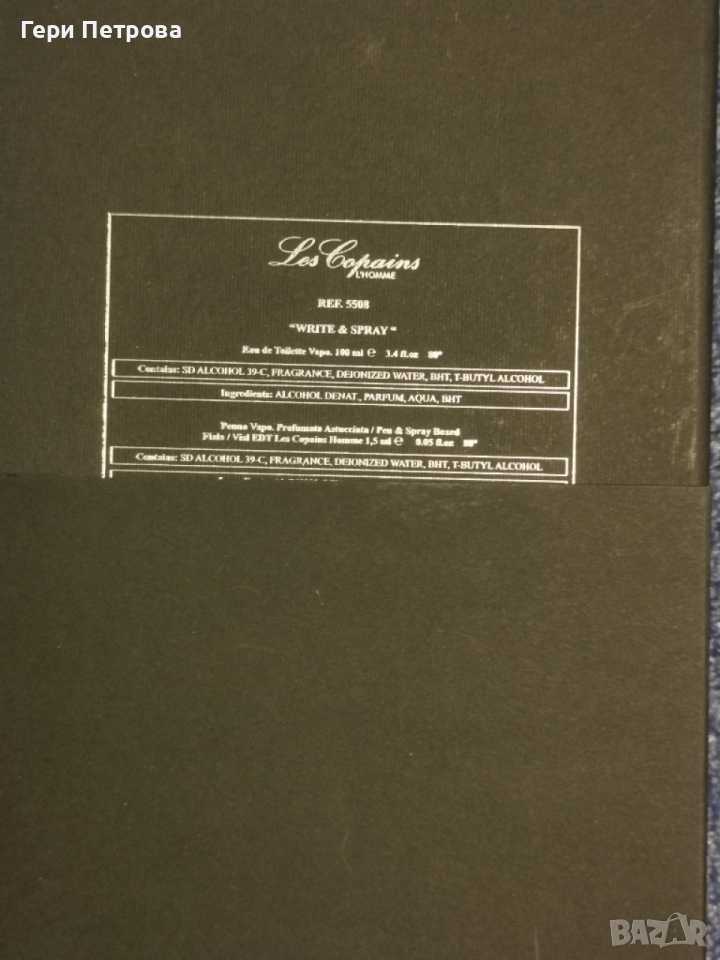 Гери Петрова
Les Copains
L'HOMME
REF. 5508
"WRITE & SPRAY"
Eau de Toilette Vapo. 100 ml e 3.4 fl.oz 80°
Contains: SD ALCOHOL 39-C, FRAGRANCE, DEIONIZED WATER, BHT, T-BUTYL ALCOHOL
Ingredients: ALCOHOL DENAT., PARFUM, AQUA, BHT
Penna Vapo. Profumata Astucciata / Pen & Spray Boxed
Fiala / Vial EDT Les Copains Homme 1,5 ml e 0.05 fl.oz 80°
Contains: SD ALCOHOL 39-C, FRAGRANCE, DEIONIZED WATER, BHT, T-BUTYL ALCOHOL
BAZAR